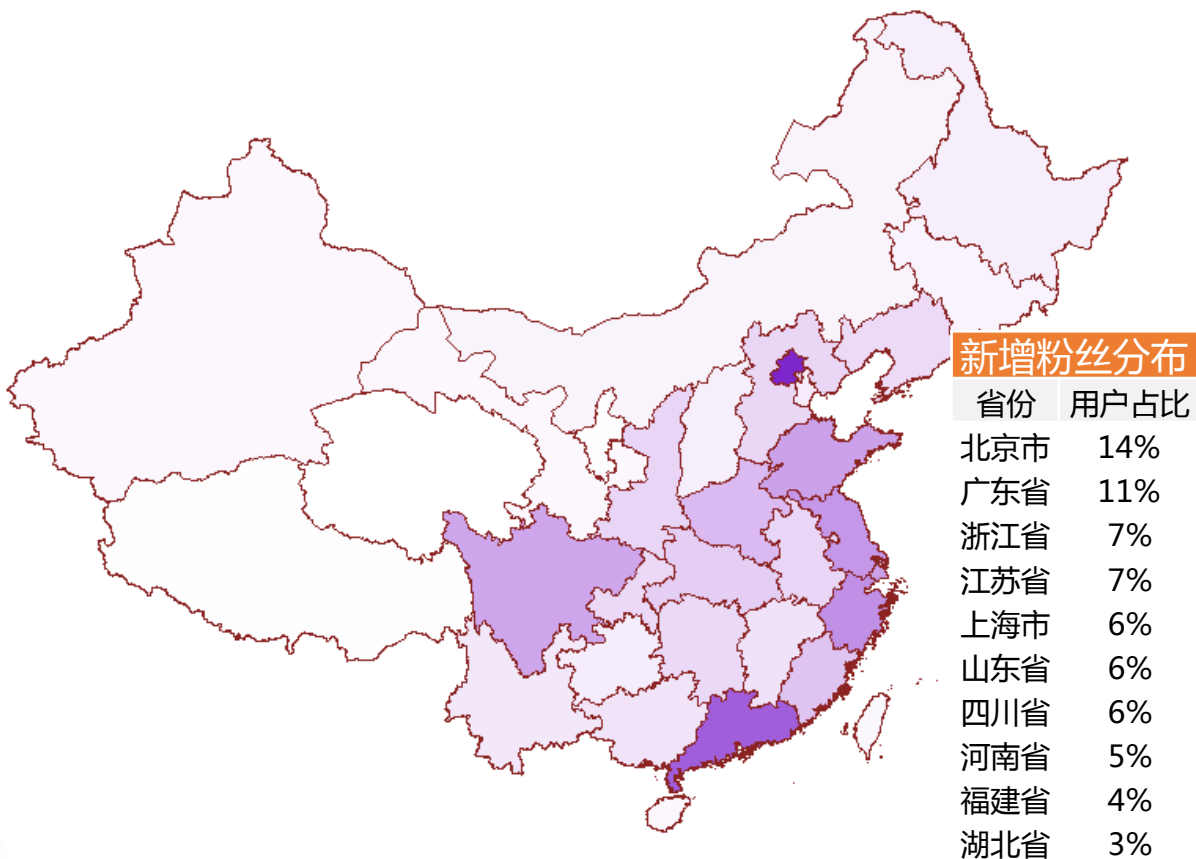 新增粉丝分布
省份 用户占比
北京市 14%
广东省 11%
浙江省 7%
江苏省 7%
上海市 6%
山东省 6%
四川省 6%
河南省 5%
福建省 4%
湖北省 3%